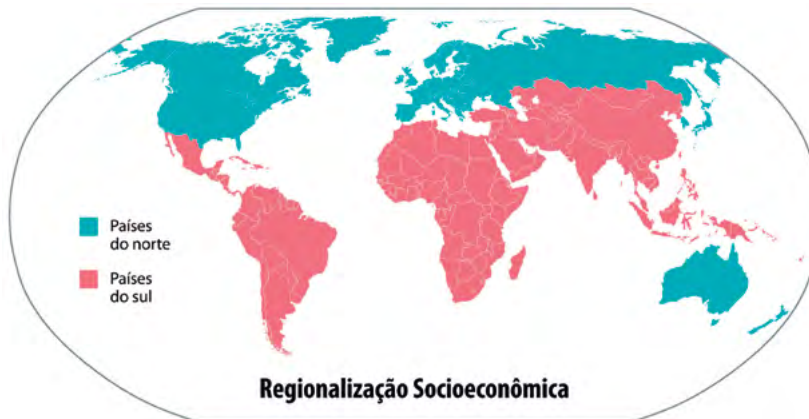 Países
do norte
Países
do sul
Regionalização Socioeconômica